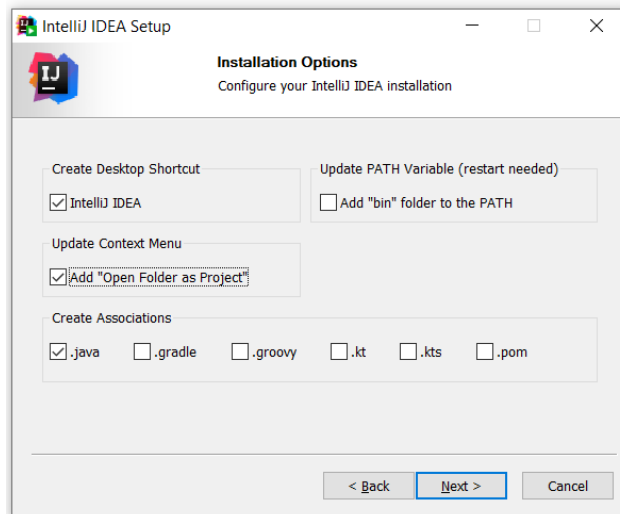 IntelliJ IDEA Setup
IJ
Installation Options
Configure your IntelliJ IDEA installation
Create Desktop Shortcut
IntelliJ IDEA
Update PATH Variable (restart needed)
Add "bin" folder to the PATH
Update Context Menu
Add "Open Folder as Project"
Create Associations
.java .gradle .groovy .kt .kts .pom
< Back Next > Cancel